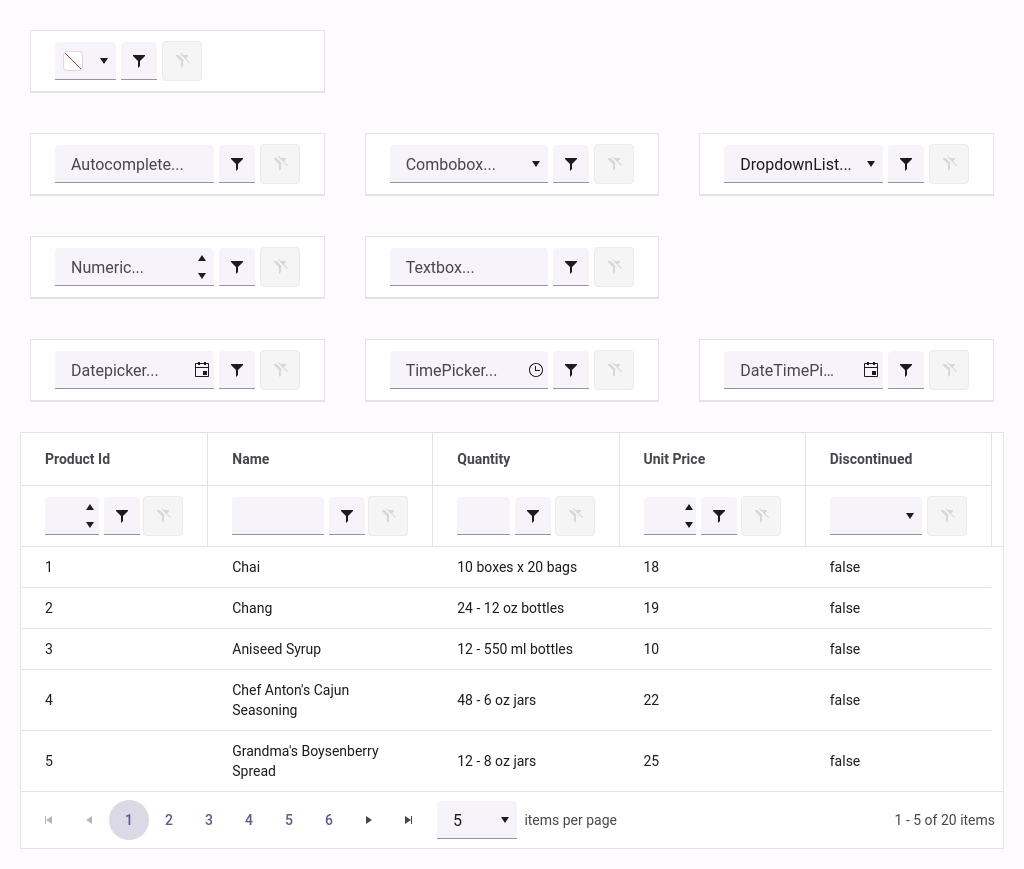 Autocomplete... Combobox... DropdownList...
Numeric... Textbox...
Datepicker... TimePicker... DateTimePi...
Product Id Name Quantity Unit Price Discontinued
1 Chai 10 boxes x 20 bags 18 false
2 Chang 24 - 12 oz bottles 19 false
3 Aniseed Syrup 12 - 550 ml bottles 10 false
4 Chef Anton's Cajun Seasoning 48 - 6 oz jars 22 false
5 Grandma's Boysenberry Spread 12 - 8 oz jars 25 false
1 2 3 4 5 6 5 items per page 1 - 5 of 20 items